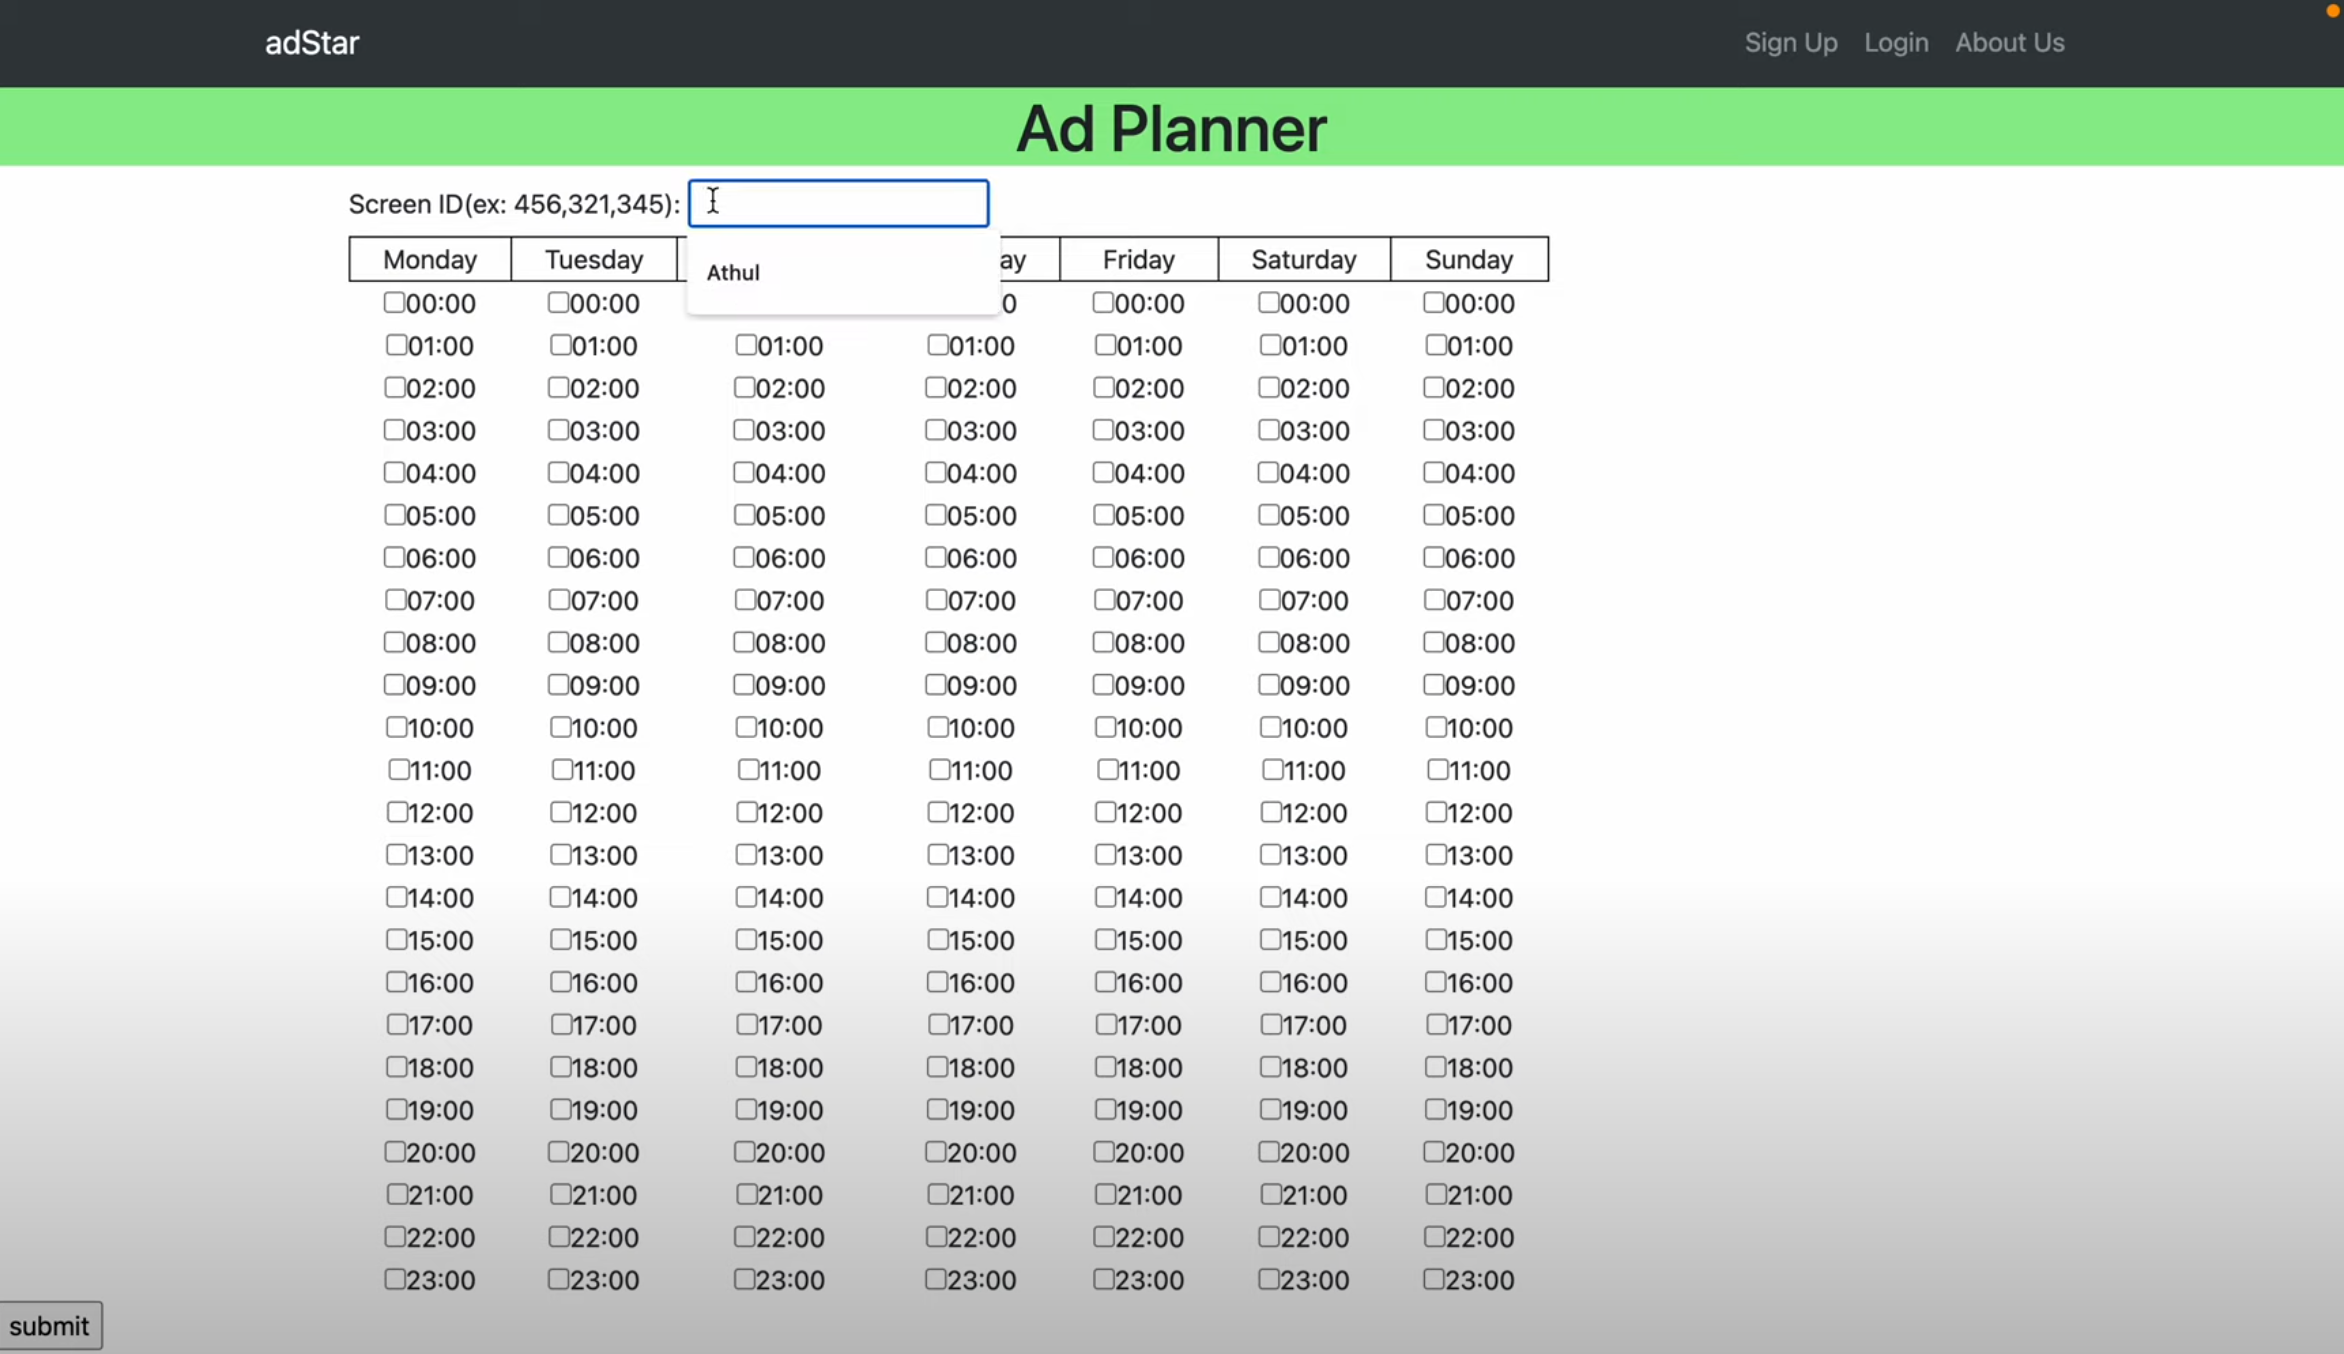 adStar Sign Up Login About Us
Ad Planner
Screen ID(ex: 456,321,345):
Monday Tuesday ay Friday Saturday Sunday
Athul
00:00 00:00 0 00:00 00:00 00:00
01:00 01:00 01:00 01:00 01:00 01:00 01:00
02:00 02:00 02:00 02:00 02:00 02:00 02:00
03:00 03:00 03:00 03:00 03:00 03:00 03:00
04:00 04:00 04:00 04:00 04:00 04:00 04:00
05:00 05:00 05:00 05:00 05:00 05:00 05:00
06:00 06:00 06:00 06:00 06:00 06:00 06:00
07:00 07:00 07:00 07:00 07:00 07:00 07:00
08:00 08:00 08:00 08:00 08:00 08:00 08:00
09:00 09:00 09:00 09:00 09:00 09:00 09:00
10:00 10:00 10:00 10:00 10:00 10:00 10:00
11:00 11:00 11:00 11:00 11:00 11:00 11:00
12:00 12:00 12:00 12:00 12:00 12:00 12:00
13:00 13:00 13:00 13:00 13:00 13:00 13:00
14:00 14:00 14:00 14:00 14:00 14:00 14:00
15:00 15:00 15:00 15:00 15:00 15:00 15:00
16:00 16:00 16:00 16:00 16:00 16:00 16:00
17:00 17:00 17:00 17:00 17:00 17:00 17:00
18:00 18:00 18:00 18:00 18:00 18:00 18:00
19:00 19:00 19:00 19:00 19:00 19:00 19:00
20:00 20:00 20:00 20:00 20:00 20:00 20:00
21:00 21:00 21:00 21:00 21:00 21:00 21:00
22:00 22:00 22:00 22:00 22:00 22:00 22:00
23:00 23:00 23:00 23:00 23:00 23:00 23:00
submit